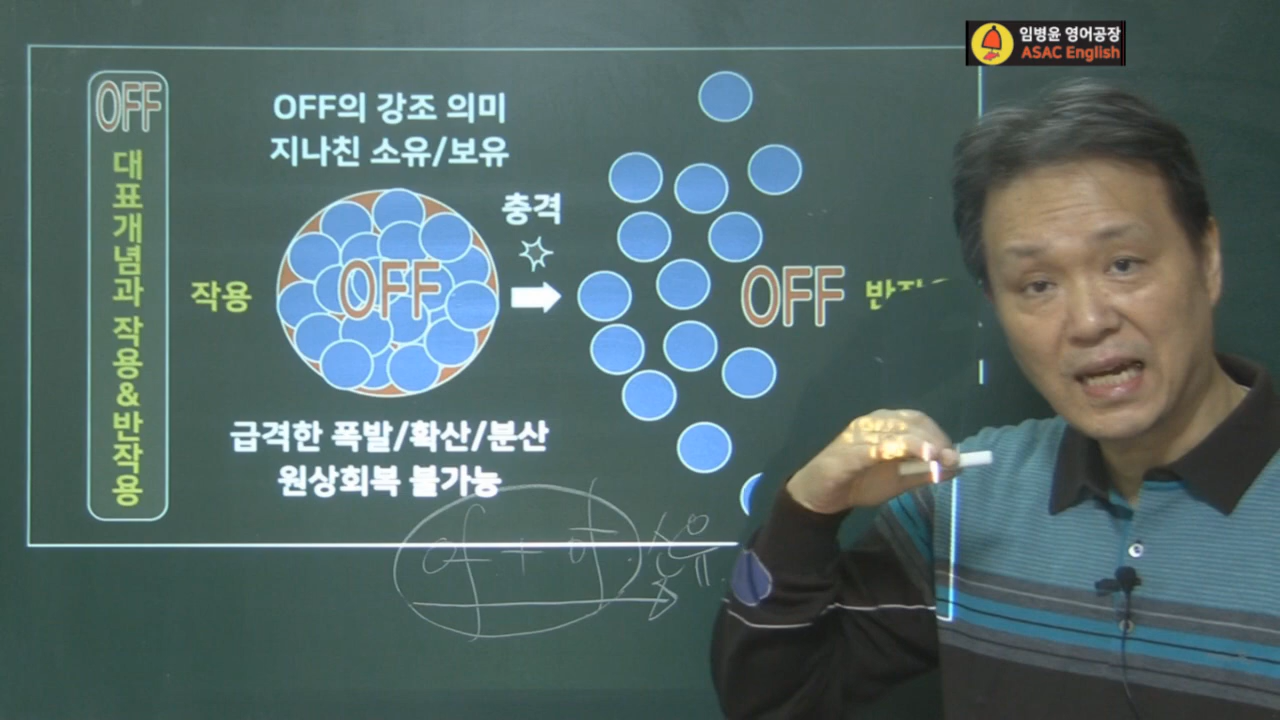 임병윤 영어공장
ASAC English
OFF
대표개념과 작용&반작용
OFF의 강조 의미
지나친 소유/보유
충격
작용
OFF
OFF
급격한 폭발/확산/분산
원상회복 불가능
of + of
소유